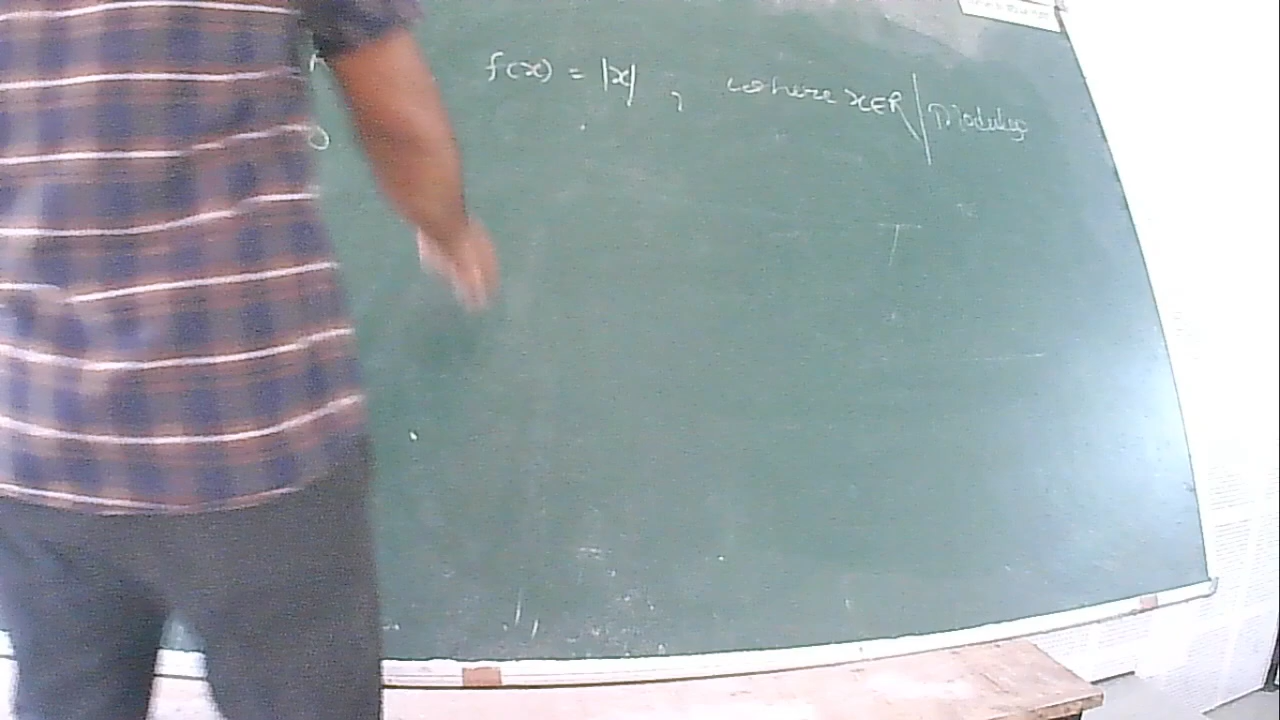 f(x) = |x| , where x∈R | Modulus